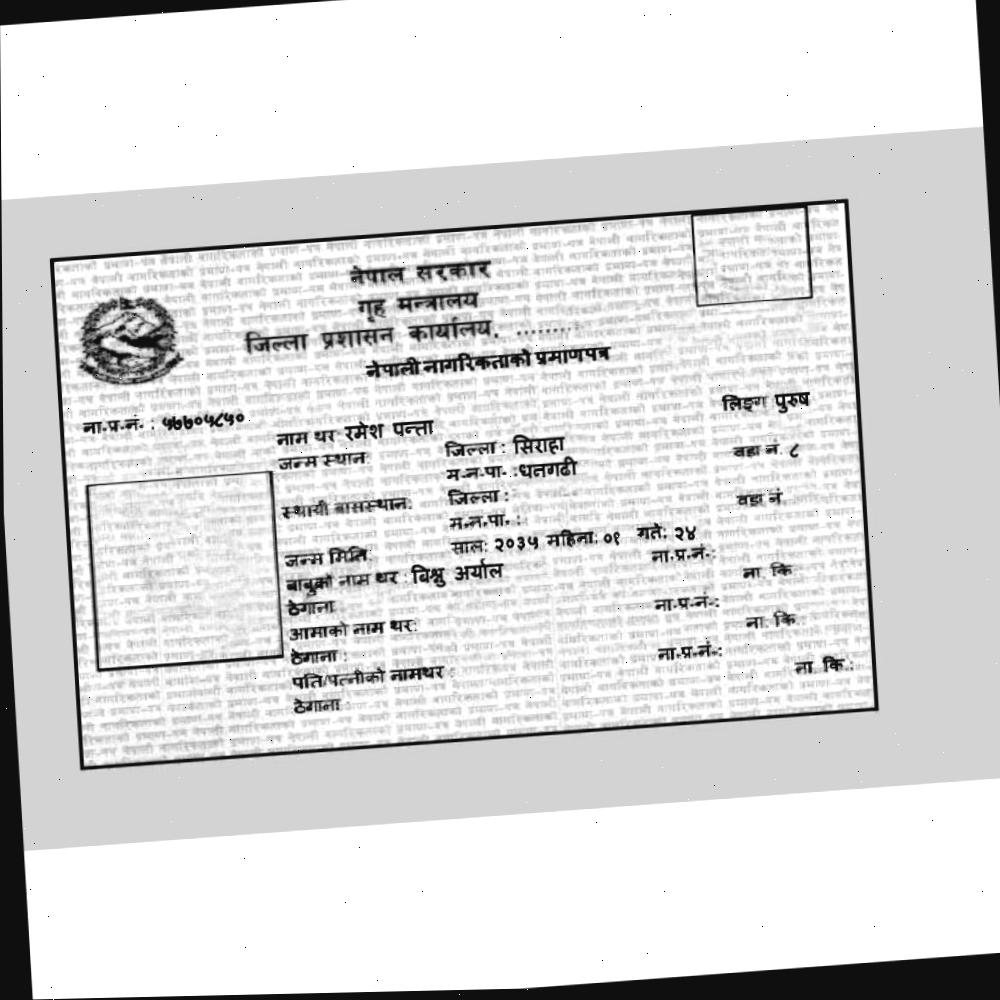 नेपाल सरकार
गृह मन्त्रालय
जिल्ला प्रशासन कार्यालय, ........
नेपाली नागरिकताको प्रमाणपत्र
ना.प्र.नं. : ५७७०५८५०
लिङ्ग पुरुष
नाम थर रमेश पन्ता
जन्म स्थान: जिल्ला : सिराहा वडा नं. ८
म.न.पा. :धनगढी
स्थायी बासस्थान: जिल्ला : वडा नं.
म.न.पा. :
जन्म मिति: साल: २०३५ महिना: ०१ गते: २४
बाबुको नाम थर : विष्णु अर्याल ना.प्र.नं.:
ठेगाना ना. कि
आमाको नाम थर: ना.प्र.नं.:
ठेगाना : ना. कि.
पति/पत्नीको नामथर : ना.प्र.नं.:
ठेगाना : ना. कि.: